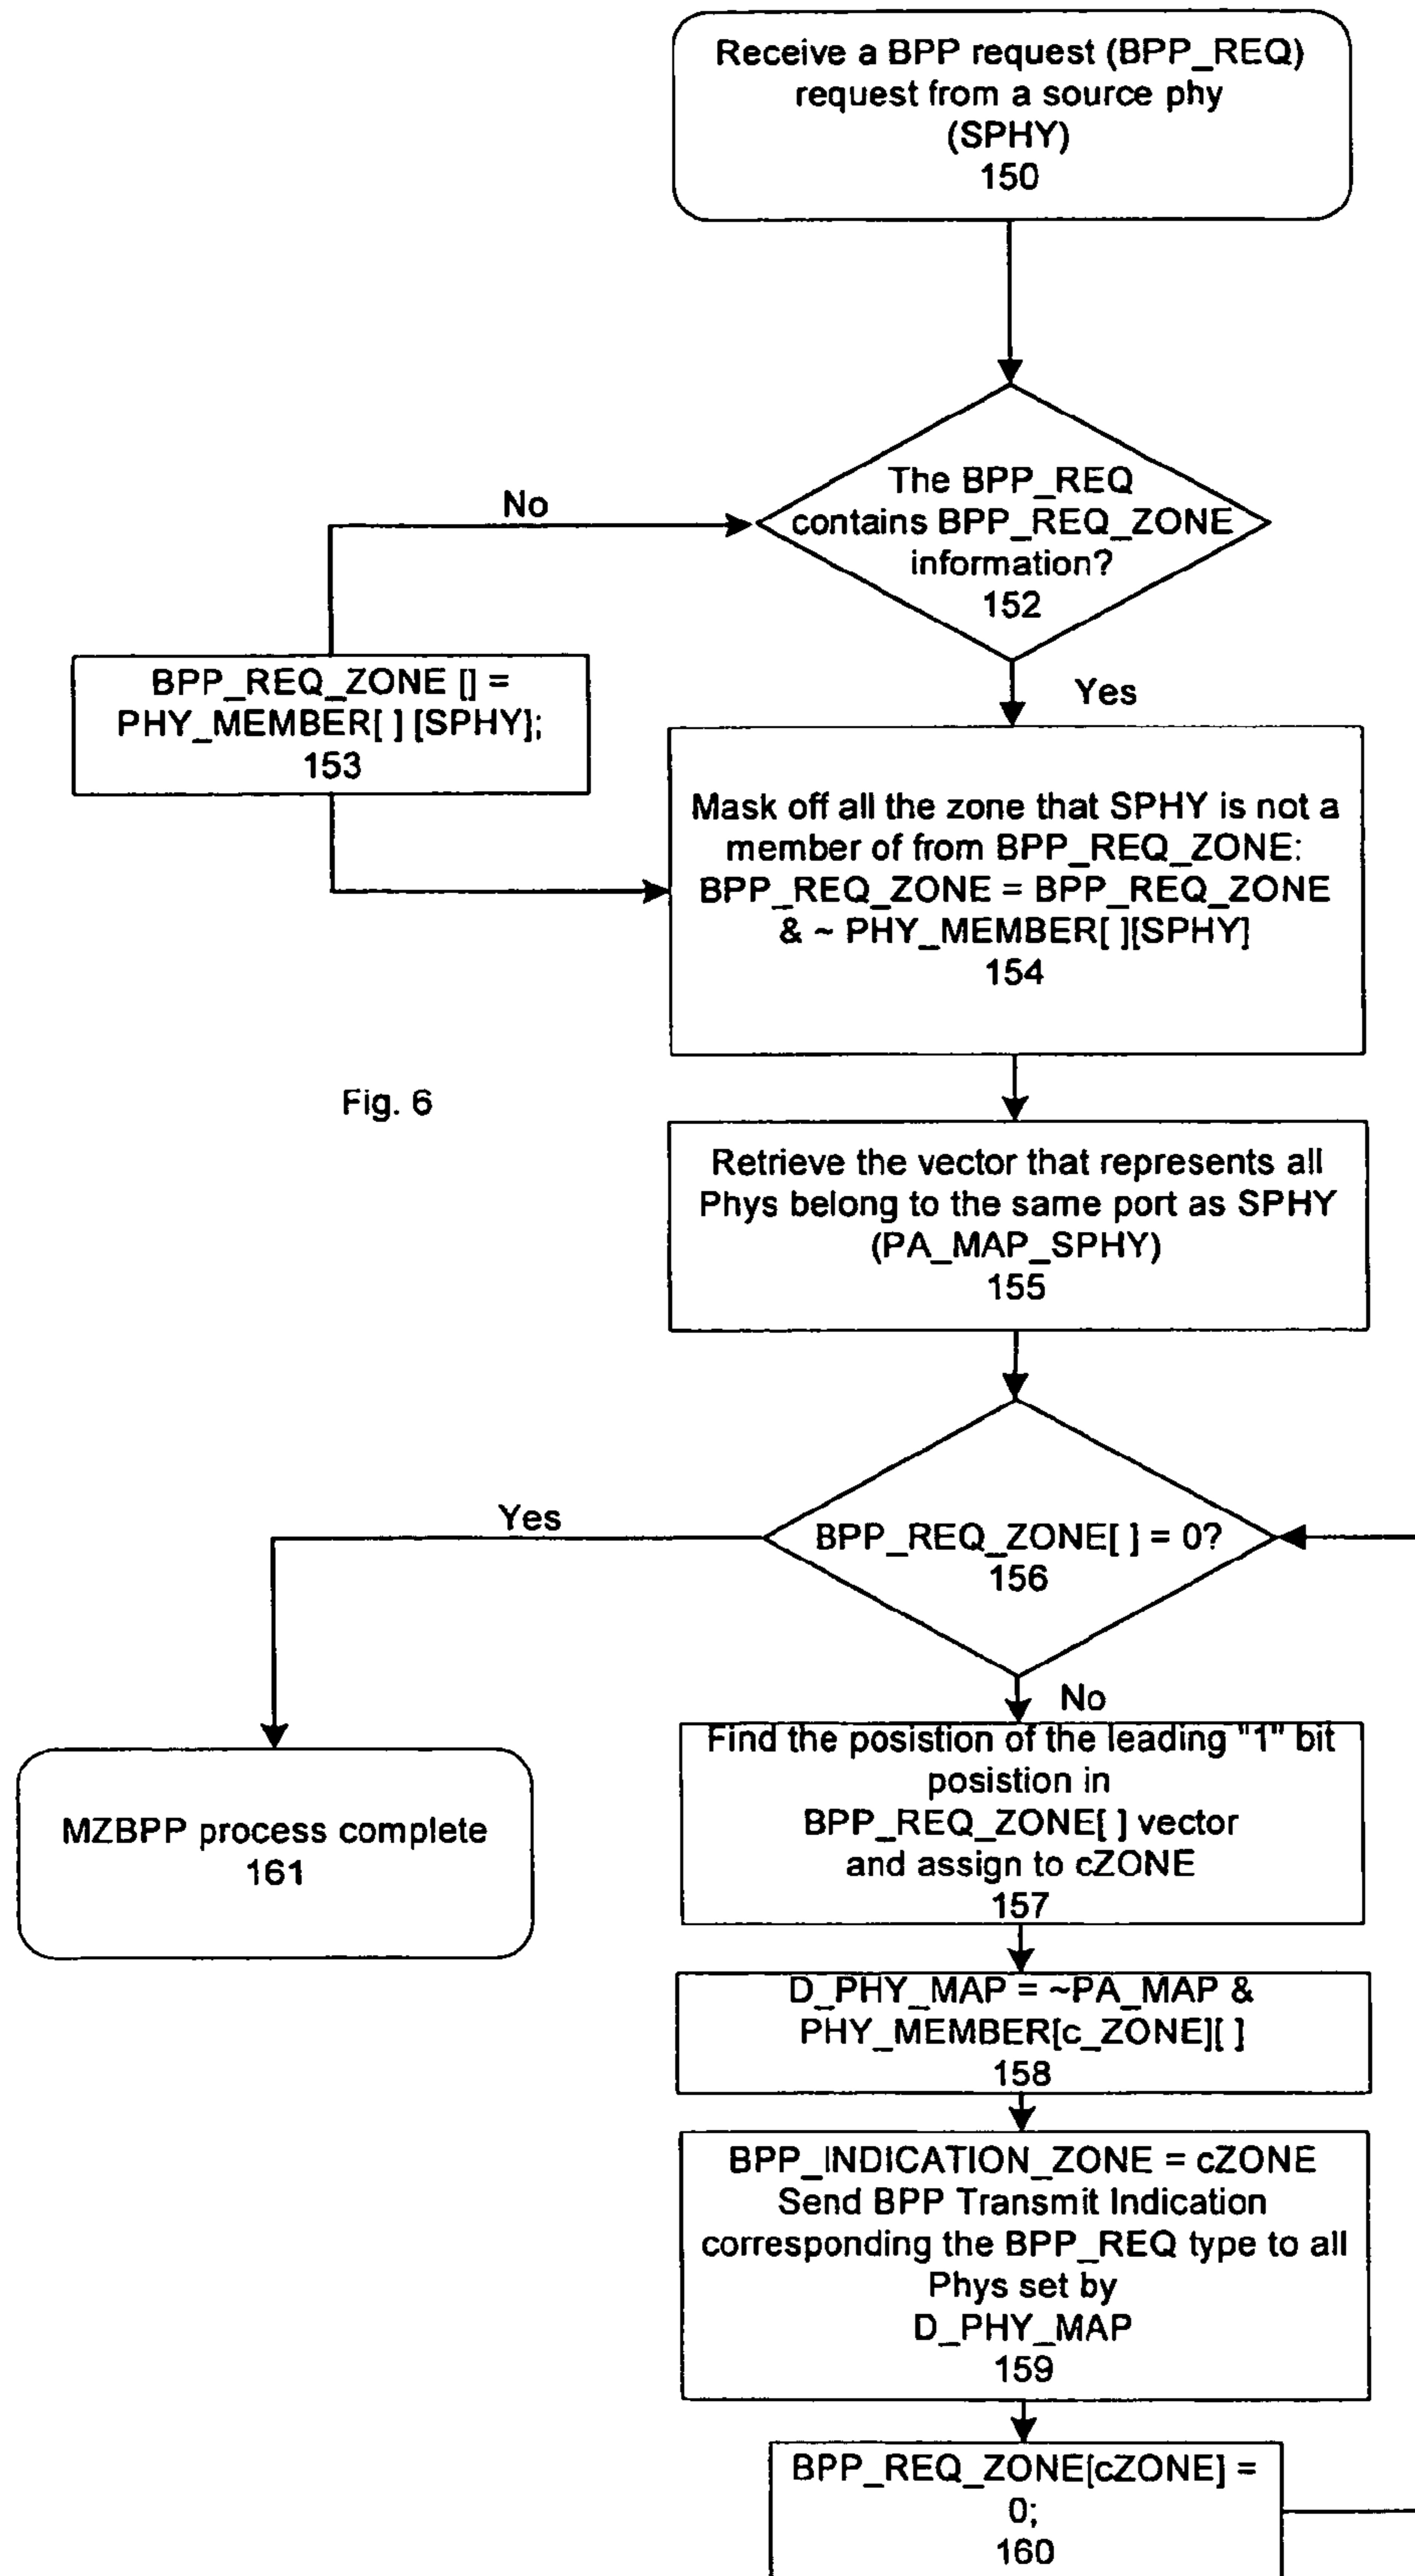 Receive a BPP request (BPP_REQ)
request from a source phy
(SPHY)
150
The BPP_REQ
contains BPP_REQ_ZONE
information?
152
No
Yes
BPP_REQ_ZONE [] =
PHY_MEMBER[ ] [SPHY];
153
Mask off all the zone that SPHY is not a
member of from BPP_REQ_ZONE:
BPP_REQ_ZONE = BPP_REQ_ZONE
& ~ PHY_MEMBER[ ][SPHY]
154
Fig. 6
Retrieve the vector that represents all
Phys belong to the same port as SPHY
(PA_MAP_SPHY)
155
BPP_REQ_ZONE[ ] = 0?
156
Yes
No
MZBPP process complete
161
Find the posistion of the leading "1" bit
posistion in
BPP_REQ_ZONE[ ] vector
and assign to cZONE
157
D_PHY_MAP = ~PA_MAP &
PHY_MEMBER[c_ZONE][ ]
158
BPP_INDICATION_ZONE = cZONE
Send BPP Transmit Indication
corresponding the BPP_REQ type to all
Phys set by
D_PHY_MAP
159
BPP_REQ_ZONE[cZONE] =
0;
160